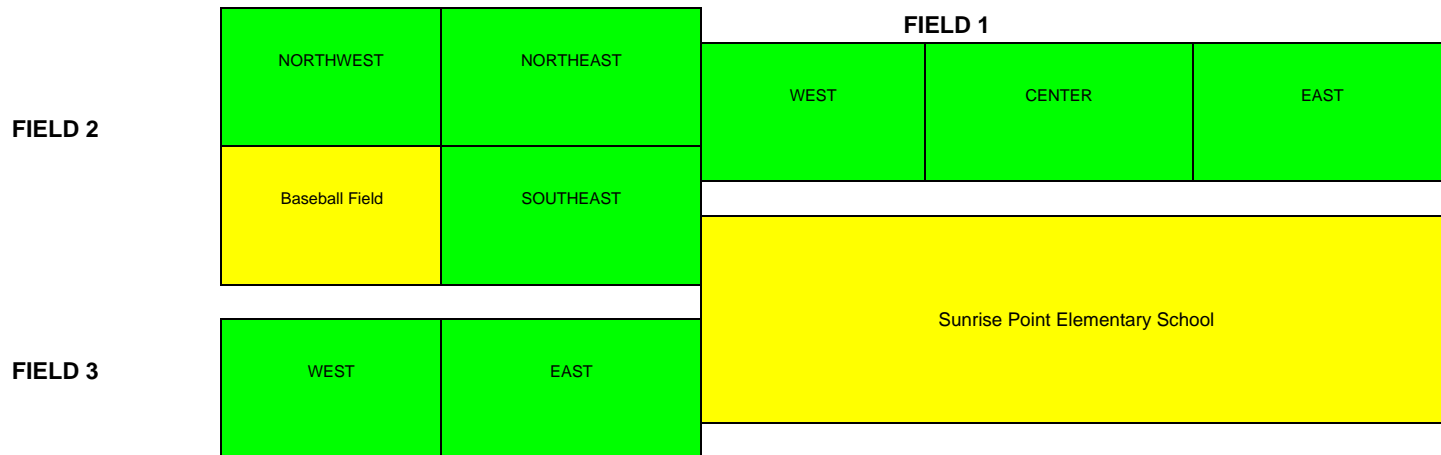 FIELD 1
NORTHWEST
NORTHEAST
WEST
CENTER
EAST
FIELD 2
Baseball Field
SOUTHEAST
Sunrise Point Elementary School
FIELD 3
WEST
EAST